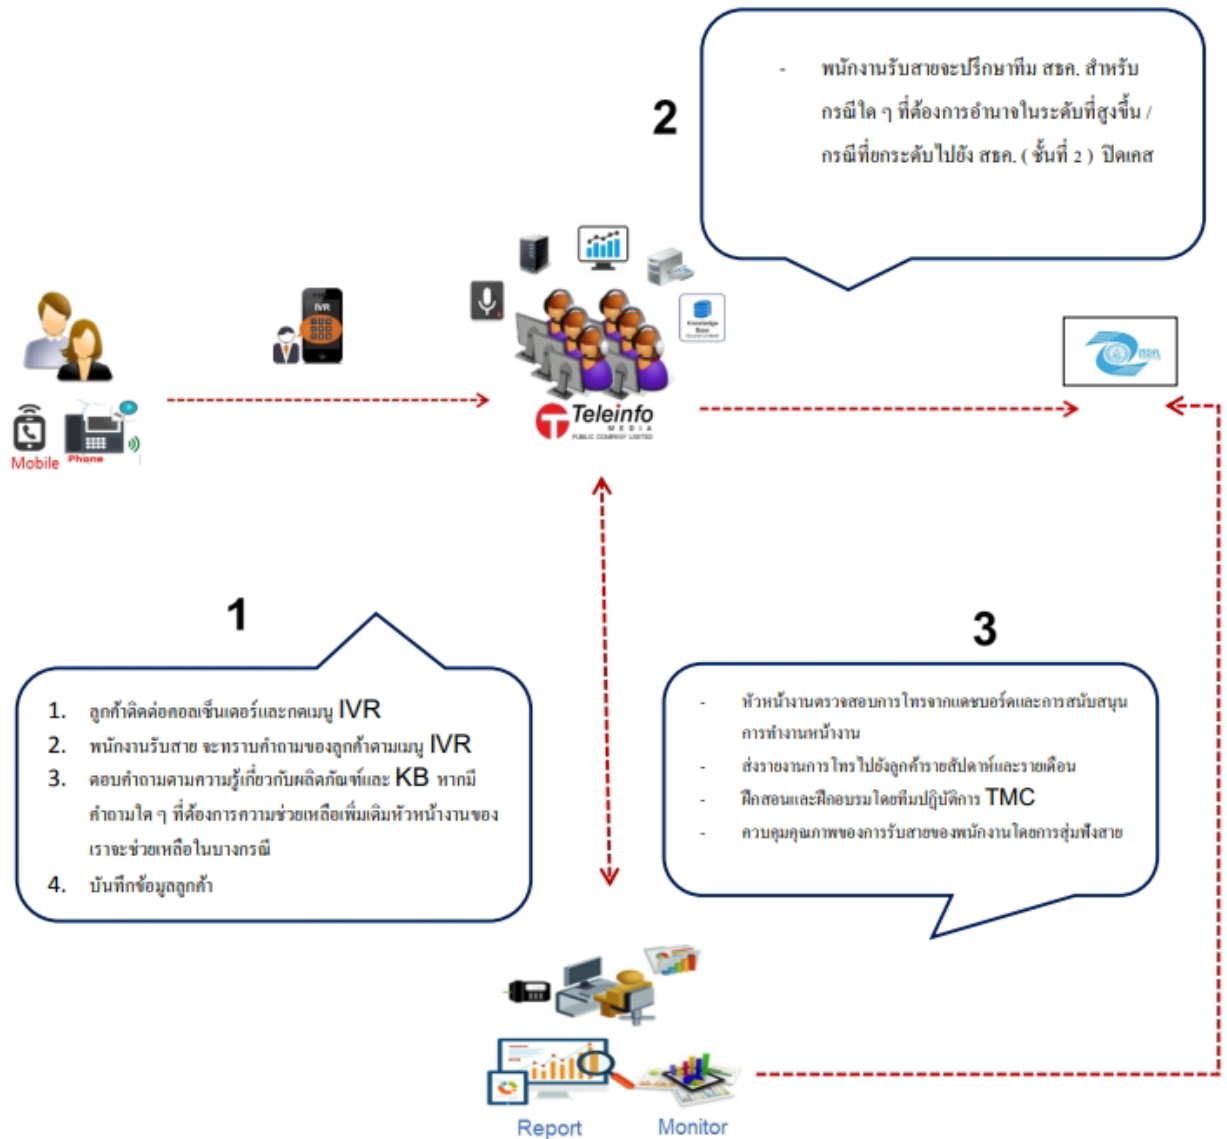 2
- พนักงานรับสายจะปรึกษาทีม สธค. สำหรับ
กรณีใด ๆ ที่ต้องการอำนาจในระดับที่สูงขึ้น /
กรณีที่ยกระดับไปยัง สธค. ( ชั้นที่ 2 ) ปิดเคส
IVR
Knowledge
Base
สธค.
Teleinfo
MEDIA
PUBLIC COMPANY LIMITED
Mobile
Phone
1
1. ลูกค้าติดต่อคอลเซ็นเตอร์และกดเมนู IVR
2. พนักงานรับสาย จะทราบคำถามของลูกค้าตามเมนู IVR
3. ตอบคำถามตามความรู้เกี่ยวกับผลิตภัณฑ์และ KB หากมี
คำถามใด ๆ ที่ต้องการความช่วยเหลือเพิ่มเติมหัวหน้างานของ
เราจะช่วยเหลือในบางกรณี
4. บันทึกข้อมูลลูกค้า
3
- หัวหน้างานตรวจสอบการโทรจากแดชบอร์ดและการสนับสนุน
การทำงานหน้างาน
- ส่งรายงานการโทรไปยังลูกค้ารายสัปดาห์และรายเดือน
- ฝึกสอนและฝึกอบรมโดยทีมปฏิบัติการ TMC
- ควบคุมคุณภาพของการรับสายของพนักงานโดยการสุ่มฟังสาย
Report
Monitor